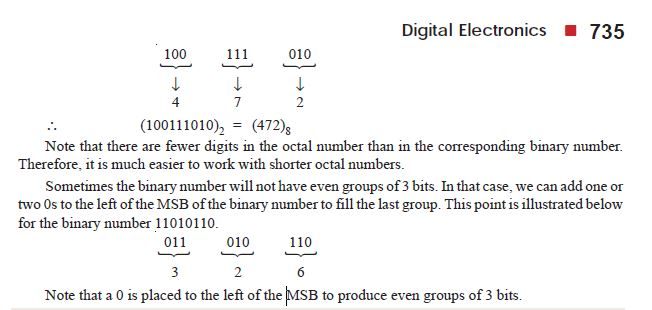 Digital Electronics ■ 735
100 111 010
↓ ↓ ↓
4 7 2
∴ (100111010)₂ = (472)₈
Note that there are fewer digits in the octal number than in the corresponding binary number.
Therefore, it is much easier to work with shorter octal numbers.
Sometimes the binary number will not have even groups of 3 bits. In that case, we can add one or
two 0s to the left of the MSB of the binary number to fill the last group. This point is illustrated below
for the binary number 11010110.
011 010 110
3 2 6
Note that a 0 is placed to the left of the MSB to produce even groups of 3 bits.